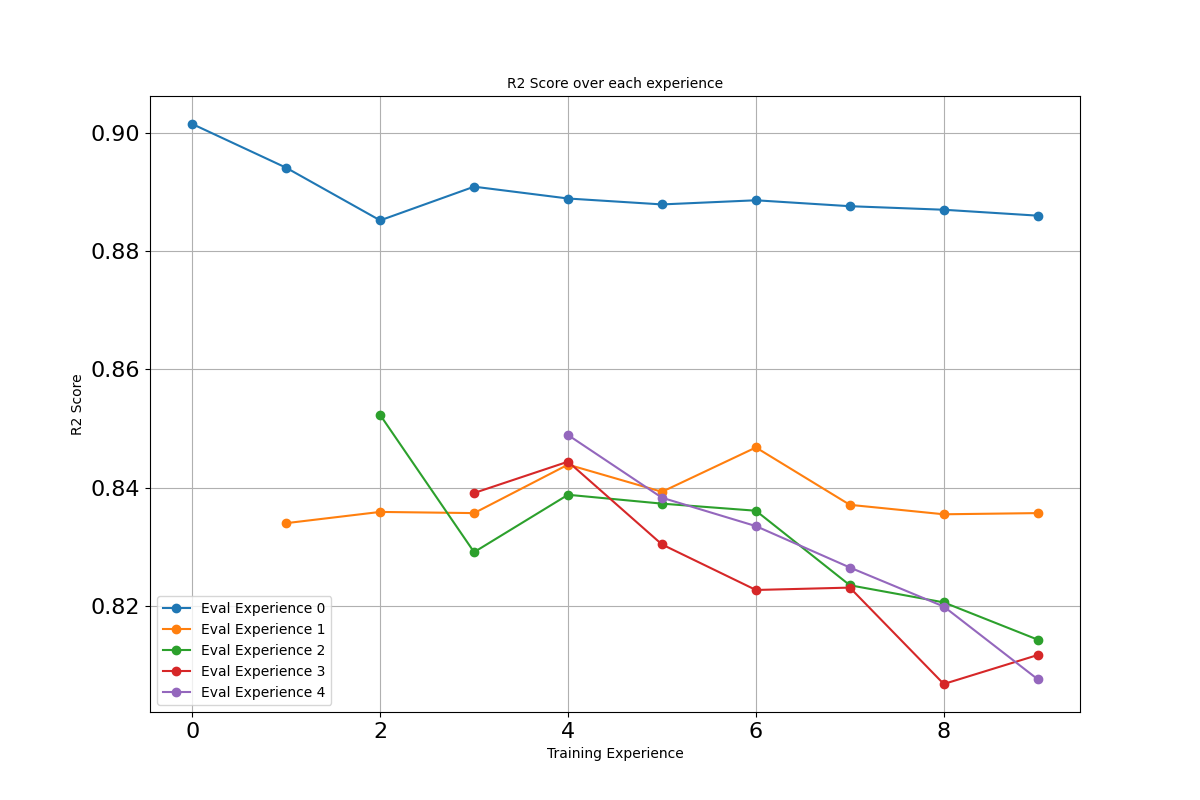 R2 Score over each experience
R2 Score
0.90
0.88
0.86
0.84
0.82
Eval Experience 0
Eval Experience 1
Eval Experience 2
Eval Experience 3
Eval Experience 4
0 2 4 6 8
Training Experience